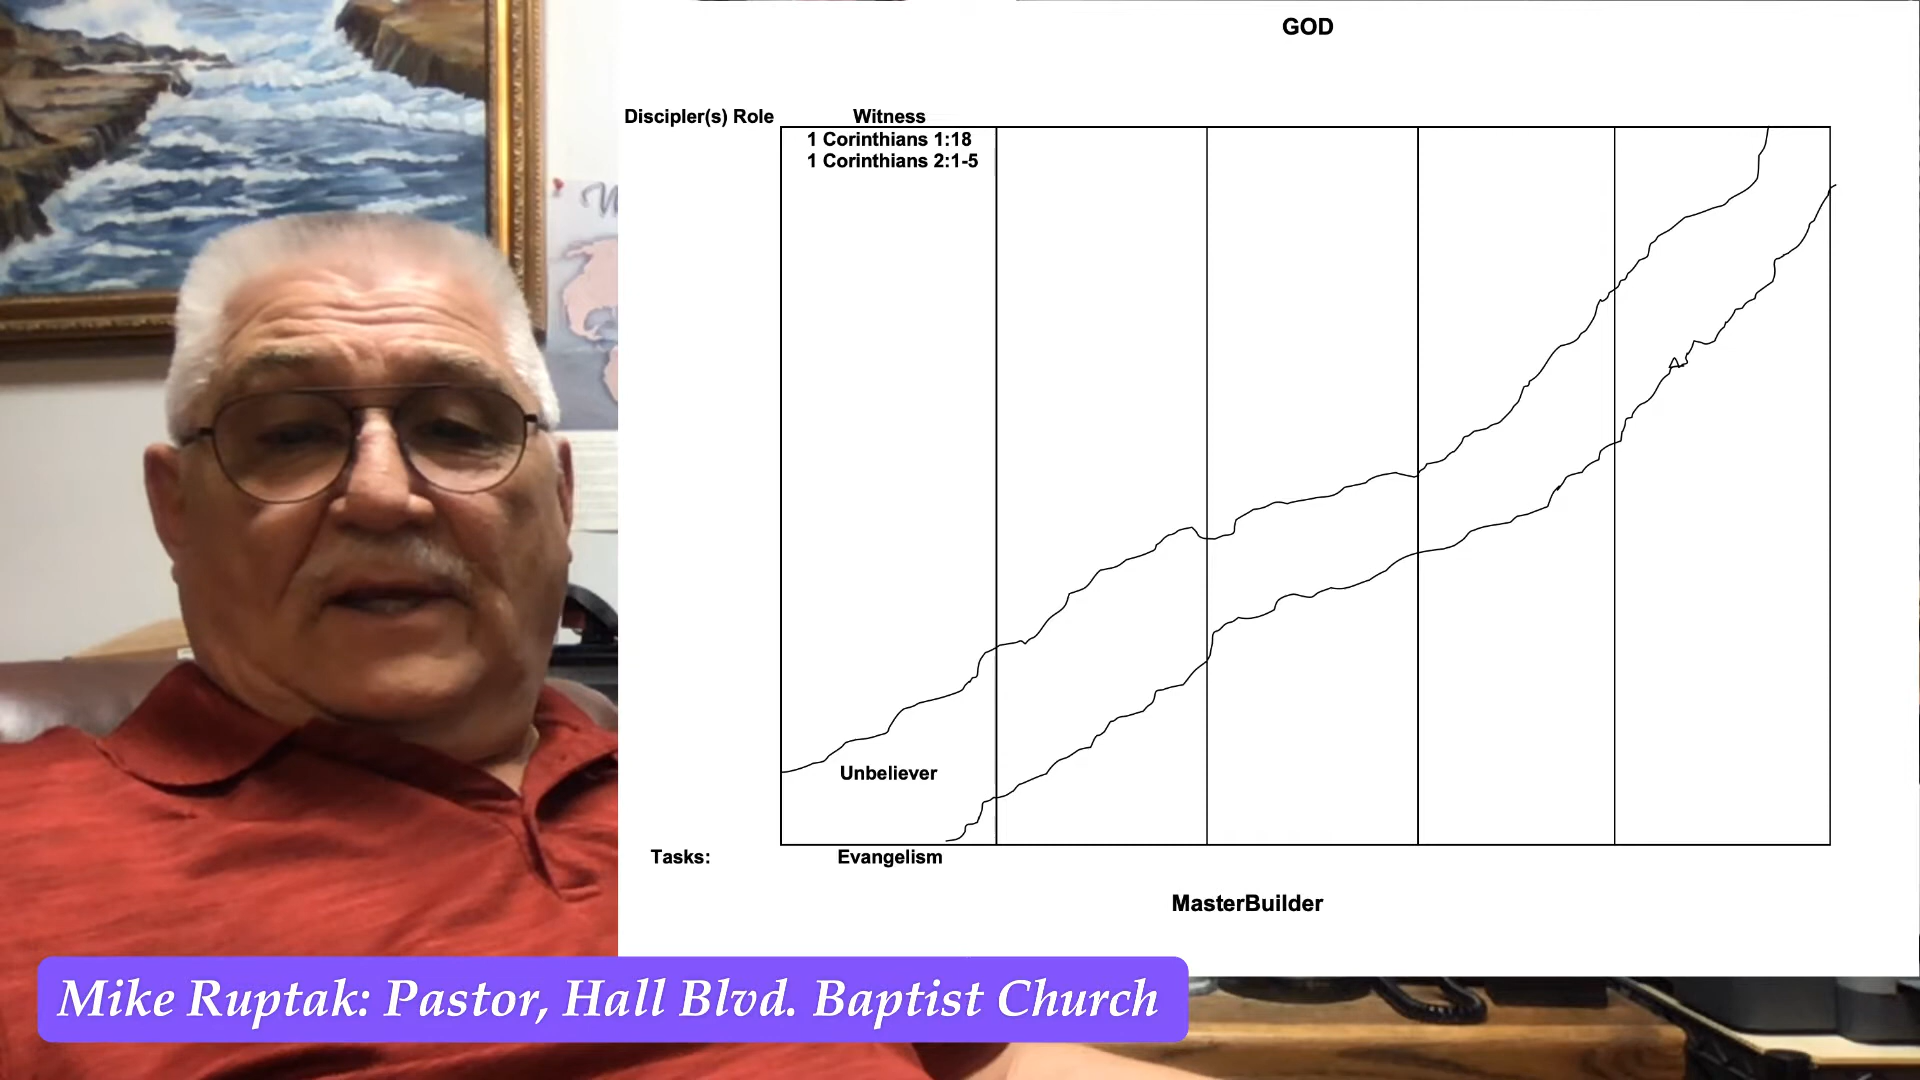 GOD
Discipler(s) Role
Witness
1 Corinthians 1:18
1 Corinthians 2:1-5
Unbeliever
Tasks:
Evangelism
MasterBuilder
Mike Ruptak: Pastor, Hall Blvd. Baptist Church